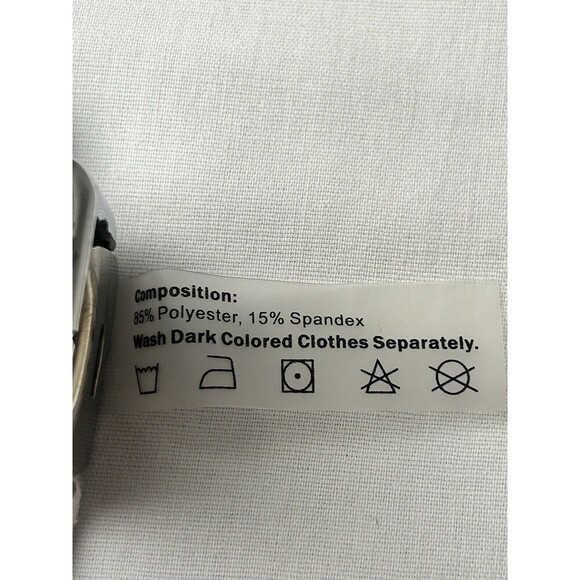 Composition:
85% Polyester, 15% Spandex
Wash Dark Colored Clothes Separately.